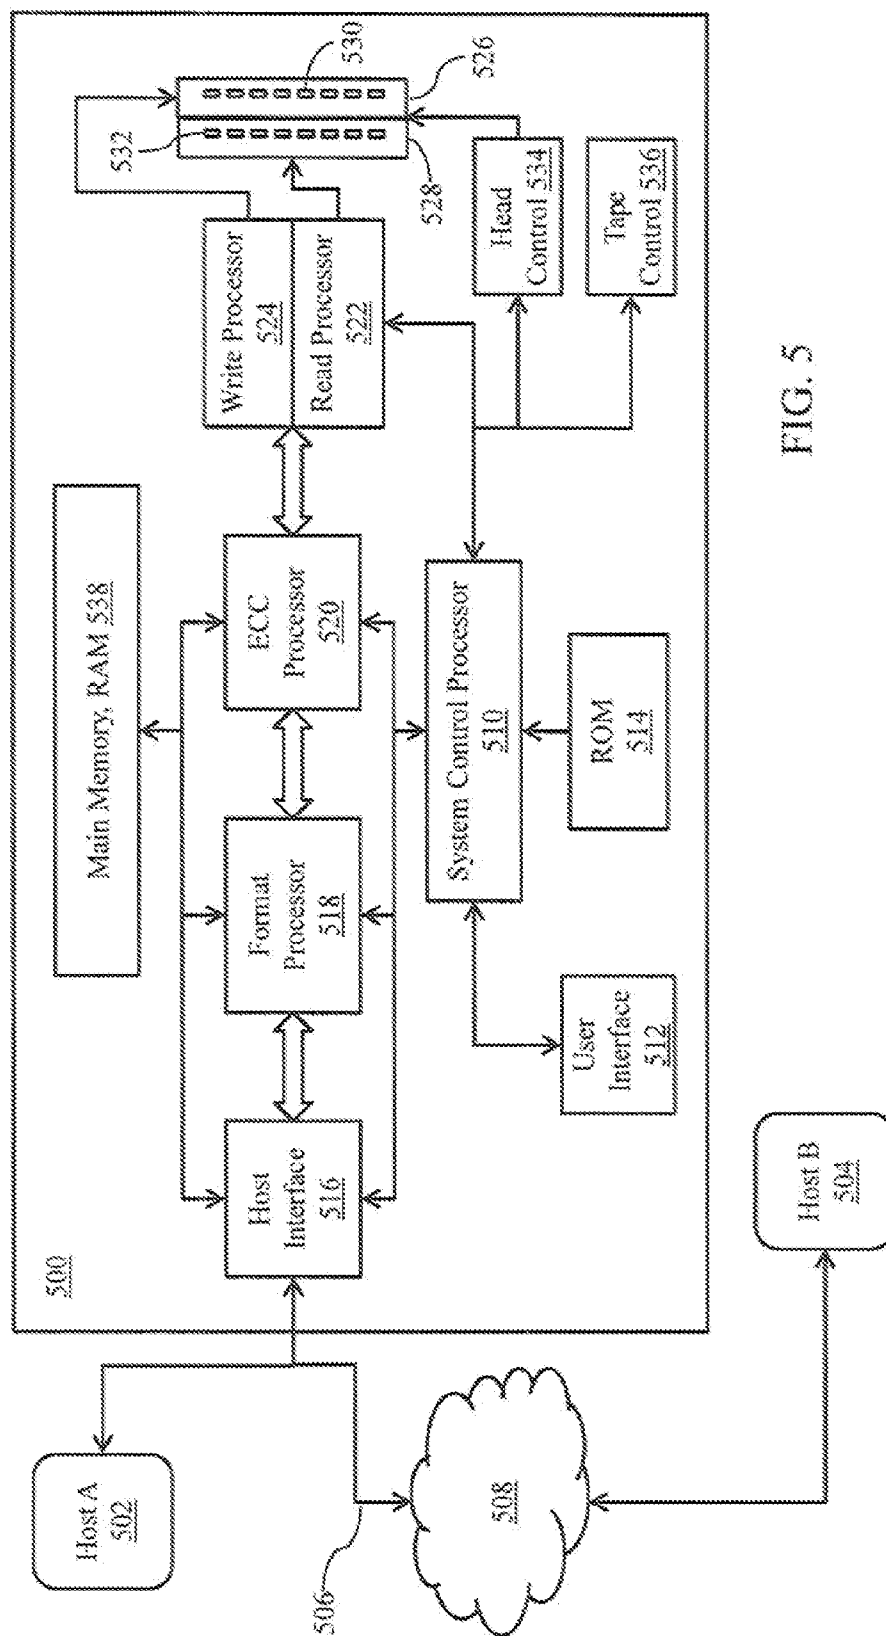 500
Host A
502
506
508
Host B
504
Main Memory, RAM 538
Host
Interface
516
Format
Processor
518
ECC
Processor
520
Write Processor
524
Read Processor
522
532
530
526
528
System Control Processor
510
User
Interface
512
ROM
514
Head
Control 534
Tape
Control 536
FIG. 5